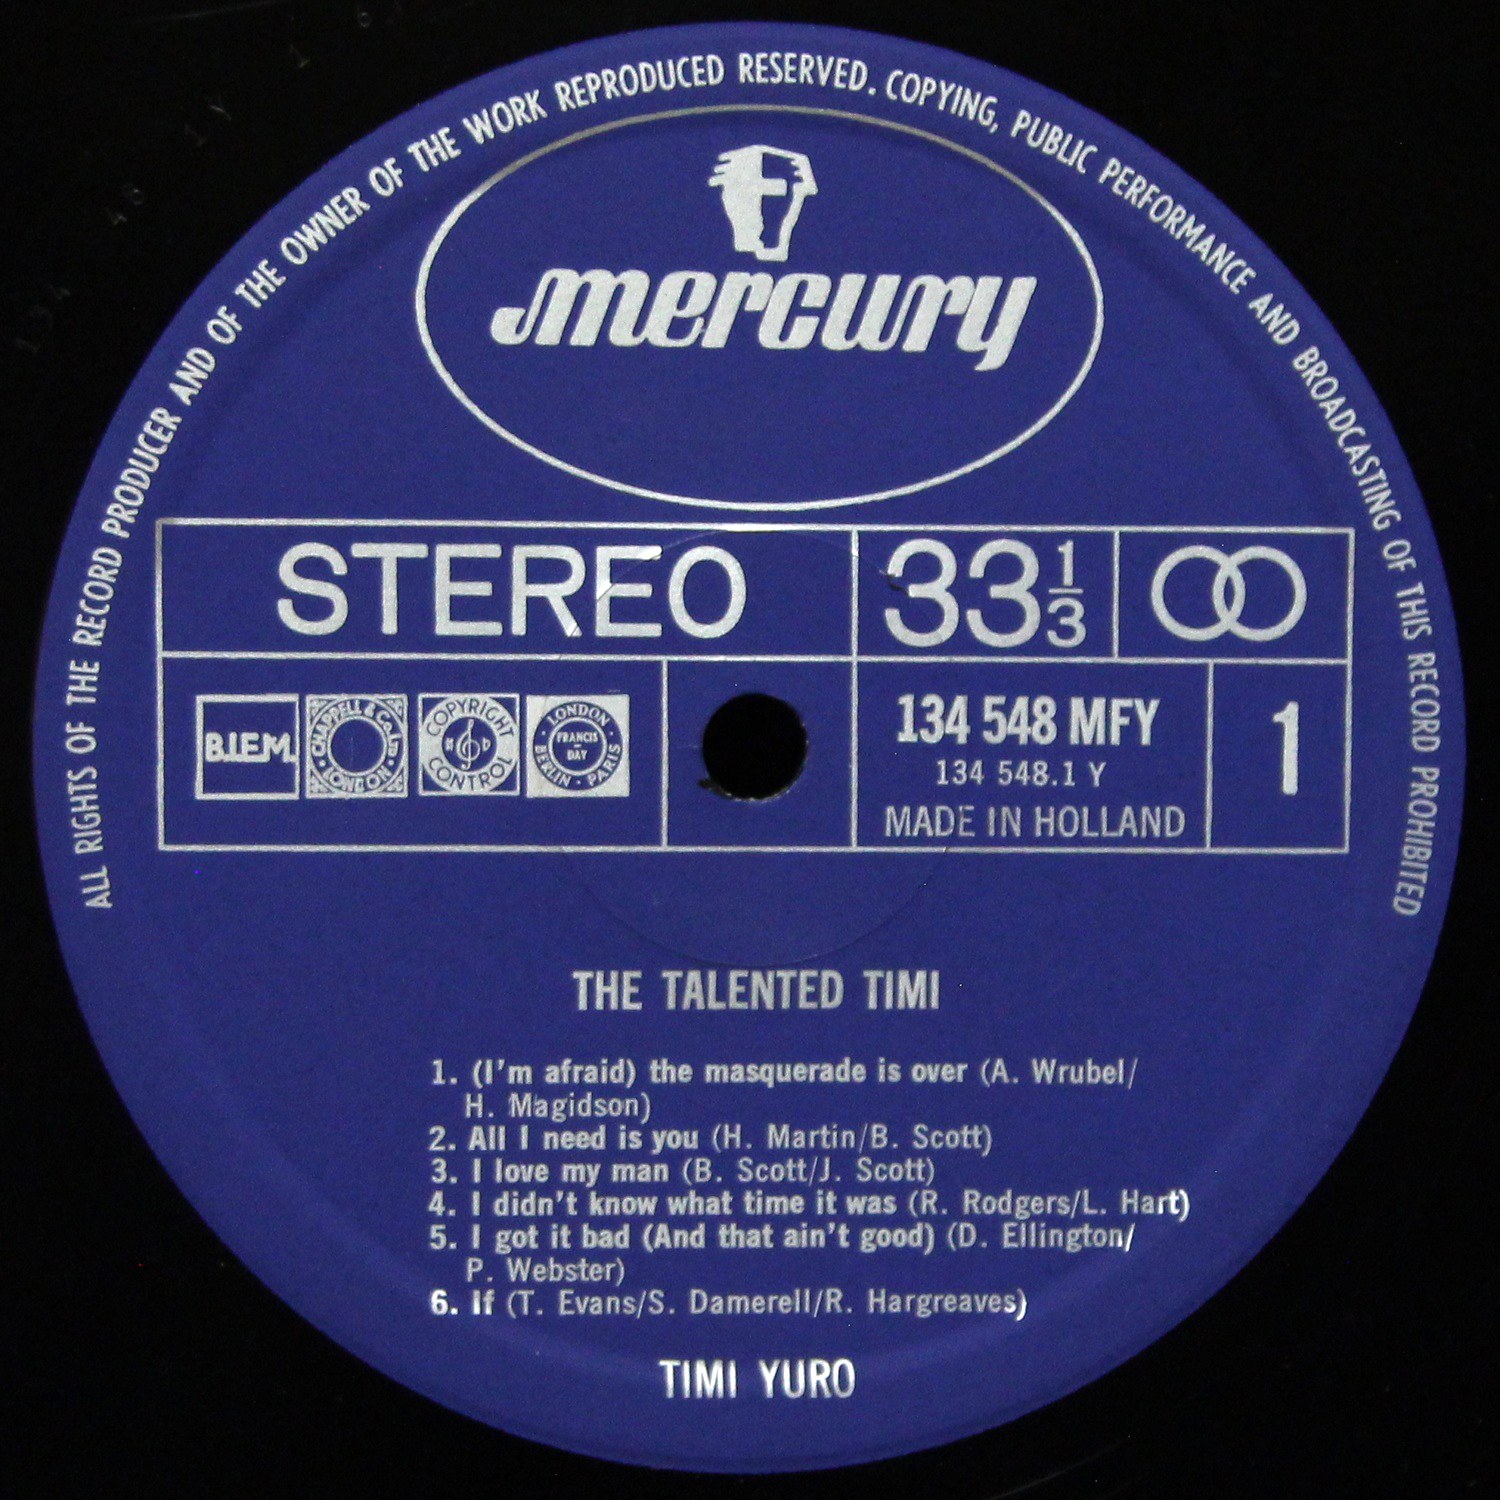 ALL RIGHTS OF THE RECORD PRODUCER AND OF THE OWNER OF THE WORK REPRODUCED RESERVED. COPYING, PUBLIC PERFORMANCE AND BROADCASTING OF THIS RECORD PROHIBITED
mercury
STEREO 33 1/3
B.I.E.M. CHAPPELL & Co. Ltd LONDON COPYRIGHT CONTROL LONDON FRANCIS DAY BERLIN · PARIS
134 548 MFY 1
134 548.1 Y
MADE IN HOLLAND
THE TALENTED TIMI
1. (I'm afraid) the masquerade is over (A. Wrubel/
H. Magidson)
2. All I need is you (H. Martin/B. Scott)
3. I love my man (B. Scott/J. Scott)
4. I didn't know what time it was (R. Rodgers/L. Hart)
5. I got it bad (And that ain't good) (D. Ellington/
P. Webster)
6. If (T. Evans/S. Damerell/R. Hargreaves)
TIMI YURO